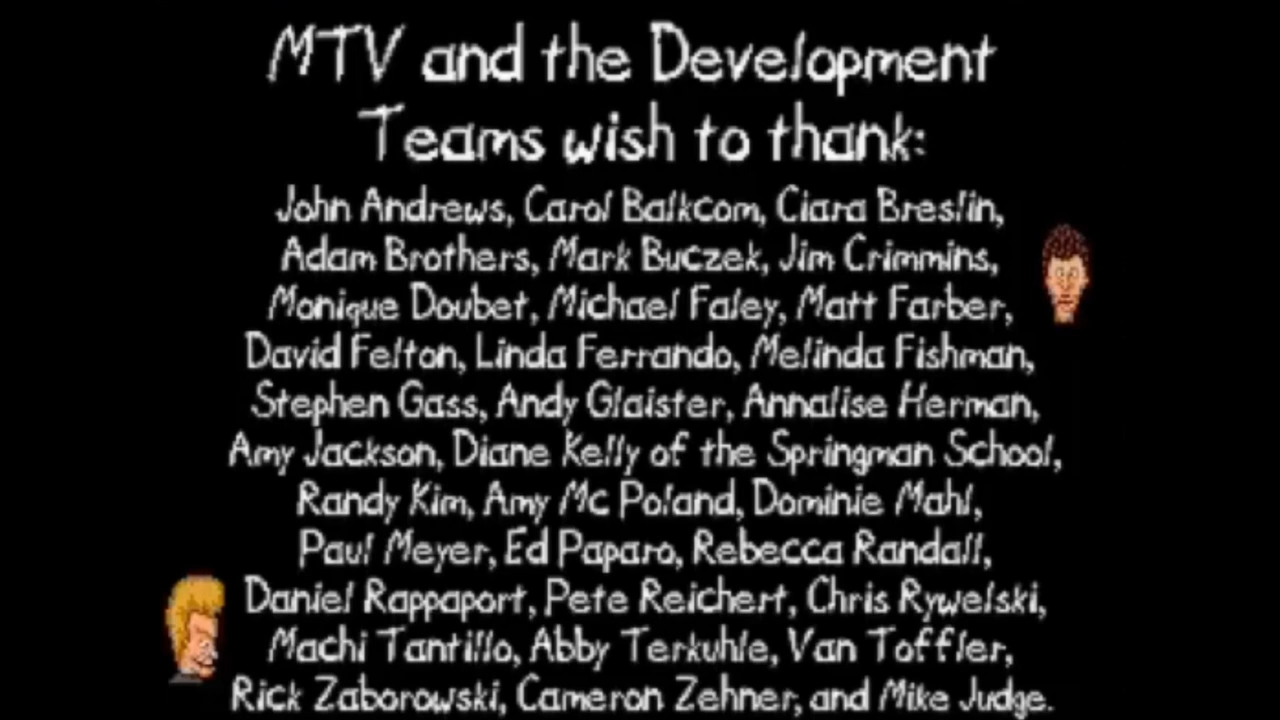 MTV and the Development
Teams wish to thank:
John Andrews, Carol Balkcom, Ciara Breslin,
Adam Brothers, Mark Buczek, Jim Crimmins,
Monique Doubet, Michael Faley, Matt Farber,
David Felton, Linda Ferrando, Melinda Fishman,
Stephen Gass, Andy Glaister, Annalise Herman,
Amy Jackson, Diane Kelly of the Springman School,
Randy Kim, Amy Mc Poland, Dominie Mahl,
Paul Meyer, Ed Paparo, Rebecca Randall,
Daniel Rappaport, Pete Reichert, Chris Rywelski,
Machi Tantillo, Abby Terkuhle, Van Toffler,
Rick Zaborowski, Cameron Zehner, and Mike Judge.